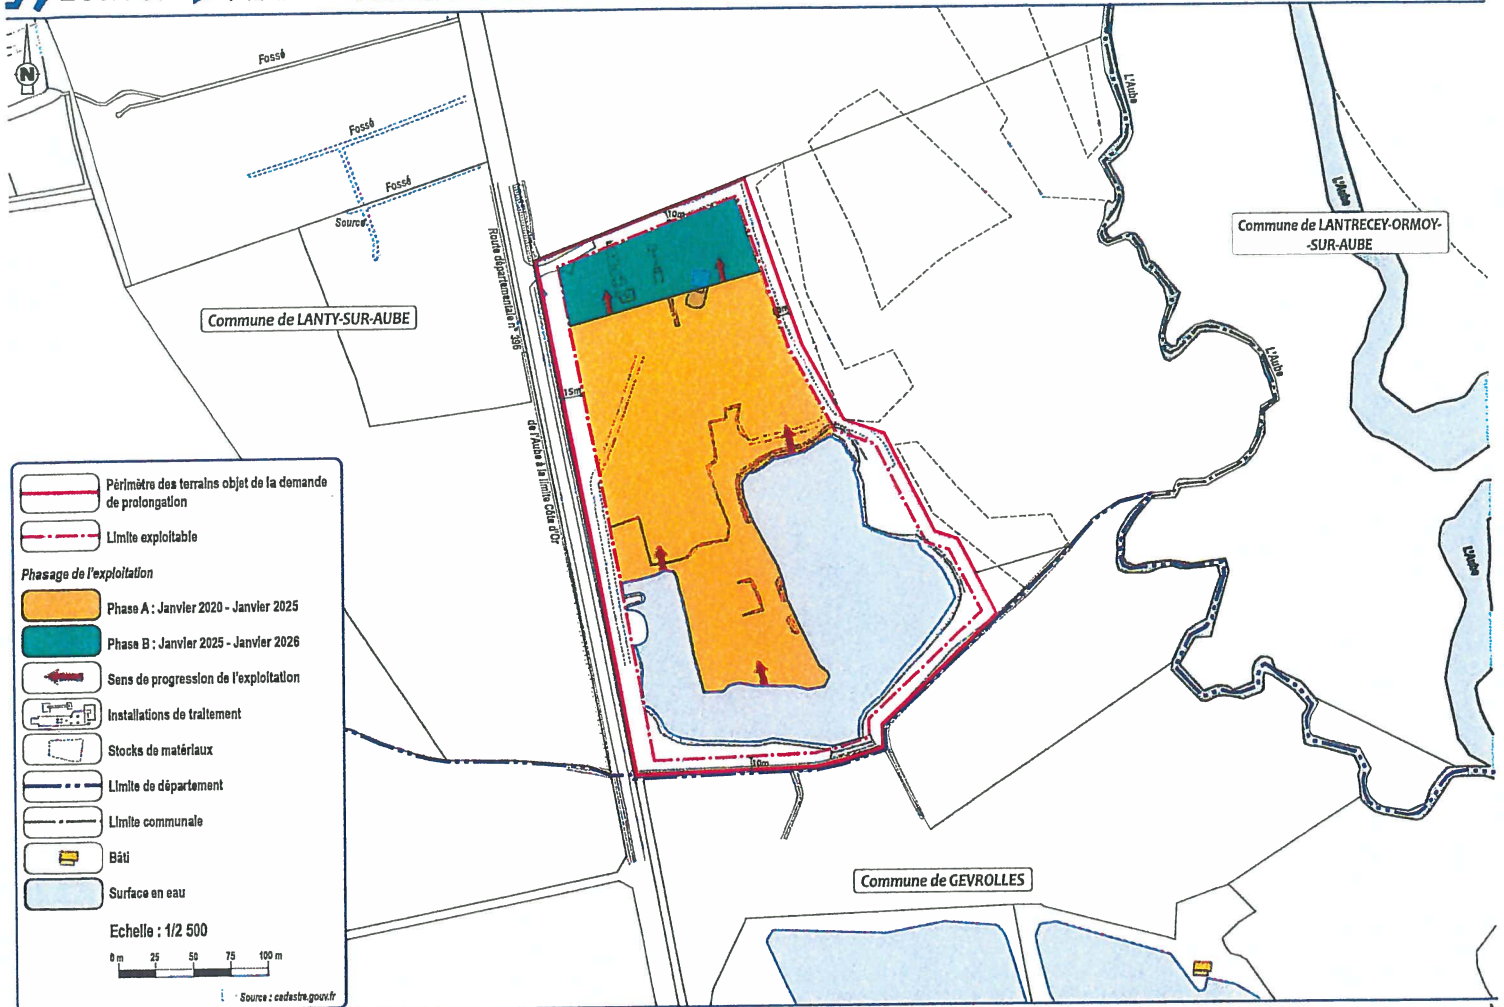 N
Fossé
Fossé
Fossé
Source
L'Aube
L'Aube
Commune de LANTRECEY-ORMOY-
-SUR-AUBE
10m
Route départementale n°396
Commune de LANTY-SUR-AUBE
15m
L'Aube
de l'Aube à la limite Côte d'Or
L'Aube
Périmètre des terrains objet de la demande
de prolongation
Limite exploitable
Phasage de l'exploitation
Phase A : Janvier 2020 - Janvier 2025
Phase B : Janvier 2025 - Janvier 2026
Sens de progression de l'exploitation
Installations de traitement
Stocks de matériaux
Limite de département
Limite communale
Bâti
Surface en eau
10m
Commune de GEVROLLES
Echelle : 1/2 500
0 m 25 50 75 100 m
Source : cadastre.gouv.fr